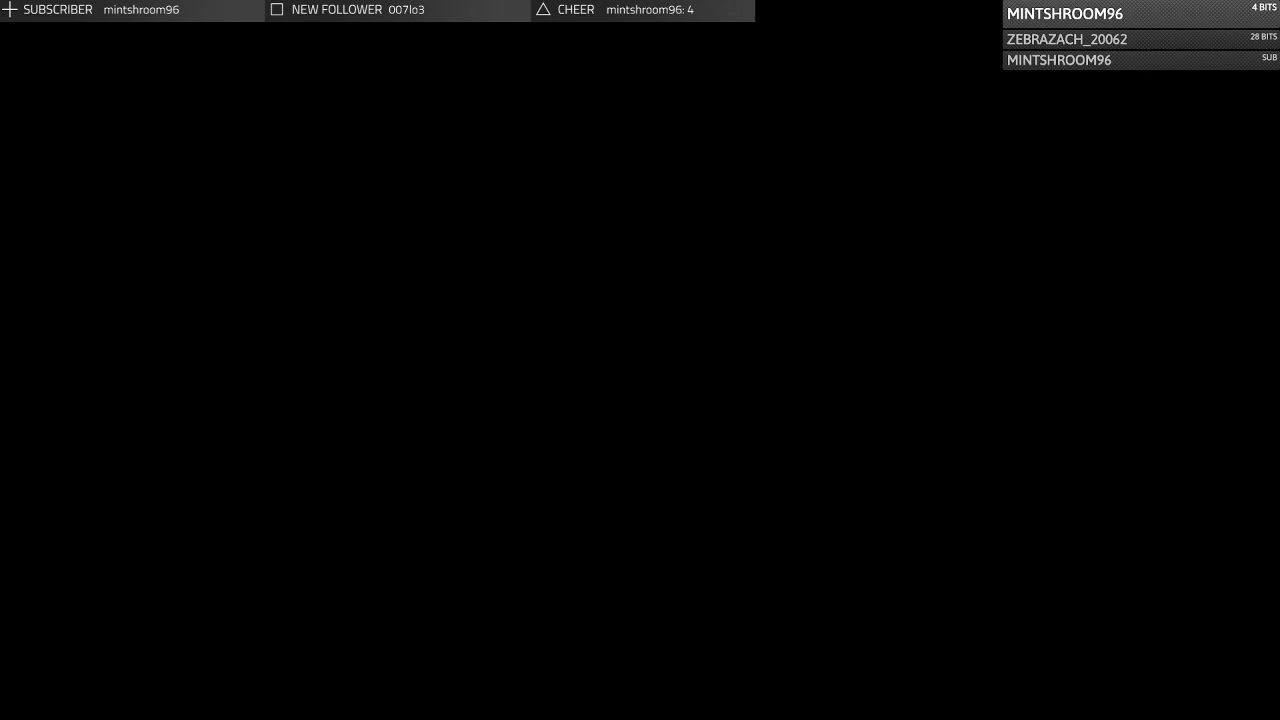 SUBSCRIBER mintshroom96 NEW FOLLOWER 007lo3 CHEER mintshroom96: 4
MINTSHROOM96 4 BITS
ZEBRAZACH_20062 28 BITS
MINTSHROOM96 SUB